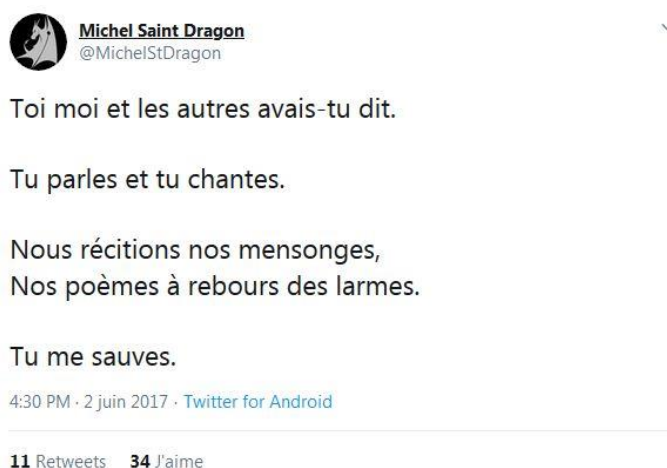 Michel Saint Dragon
@MichelStDragon
Toi moi et les autres avais-tu dit.
Tu parles et tu chantes.
Nous récitions nos mensonges,
Nos poèmes à rebours des larmes.
Tu me sauves.
4:30 PM · 2 juin 2017 · Twitter for Android
11 Retweets 34 J'aime